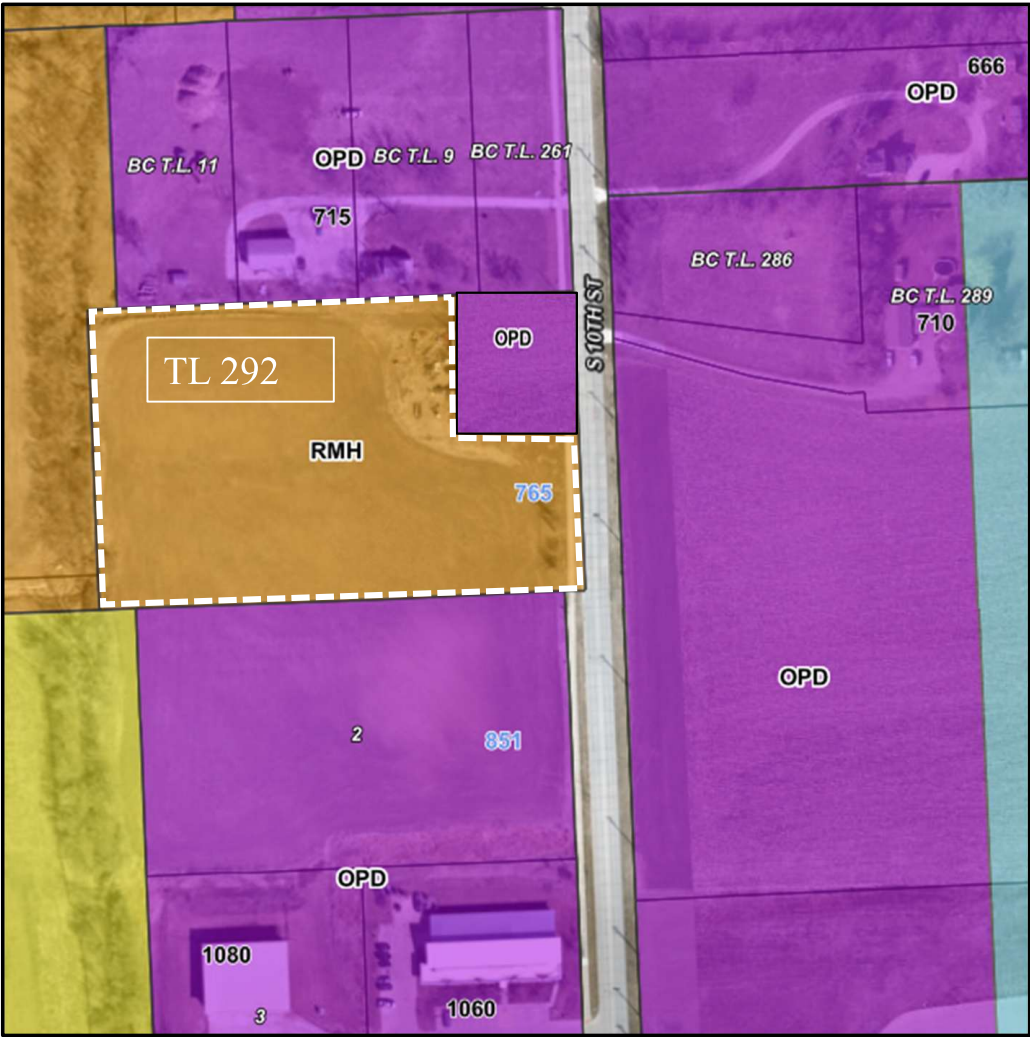 666
OPD
BC T.L. 11
OPD
BC T.L. 9
BC T.L. 261
715
BC T.L. 286
BC T.L. 289
710
S 10TH ST
OPD
TL 292
RMH
765
OPD
2
851
OPD
1080
1060
3